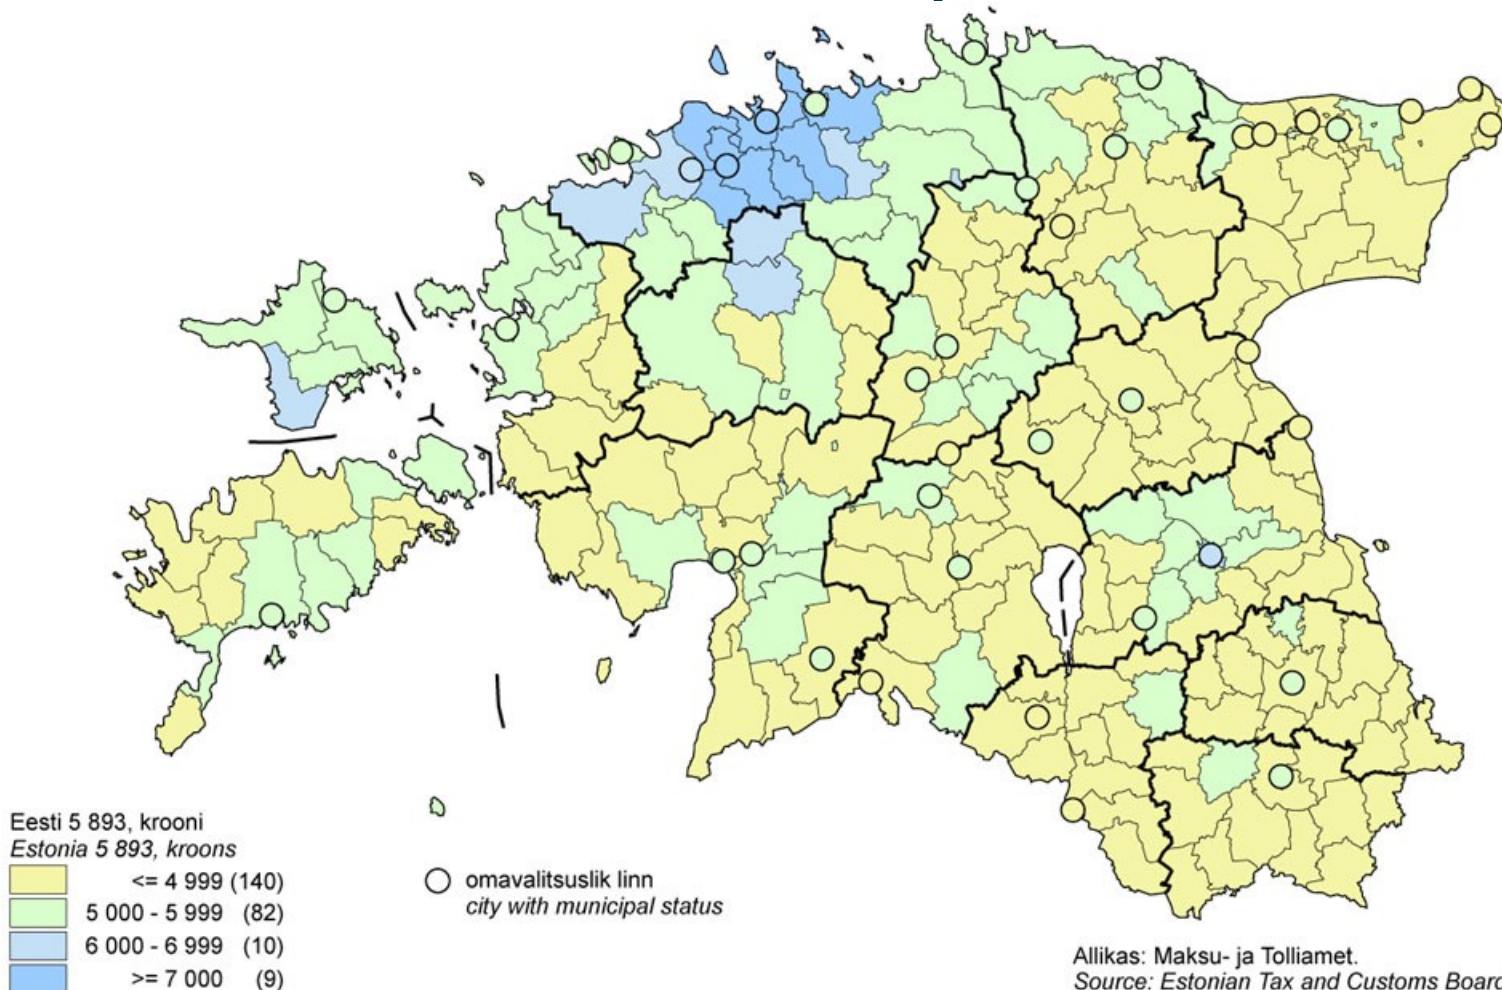 Eesti 5 893, krooni
Estonia 5 893, kroons
<= 4 999 (140)
5 000 - 5 999 (82)
6 000 - 6 999 (10)
>= 7 000 (9)
omavalitsuslik linn
city with municipal status
Allikas: Maksu- ja Tolliamet.
Source: Estonian Tax and Customs Board